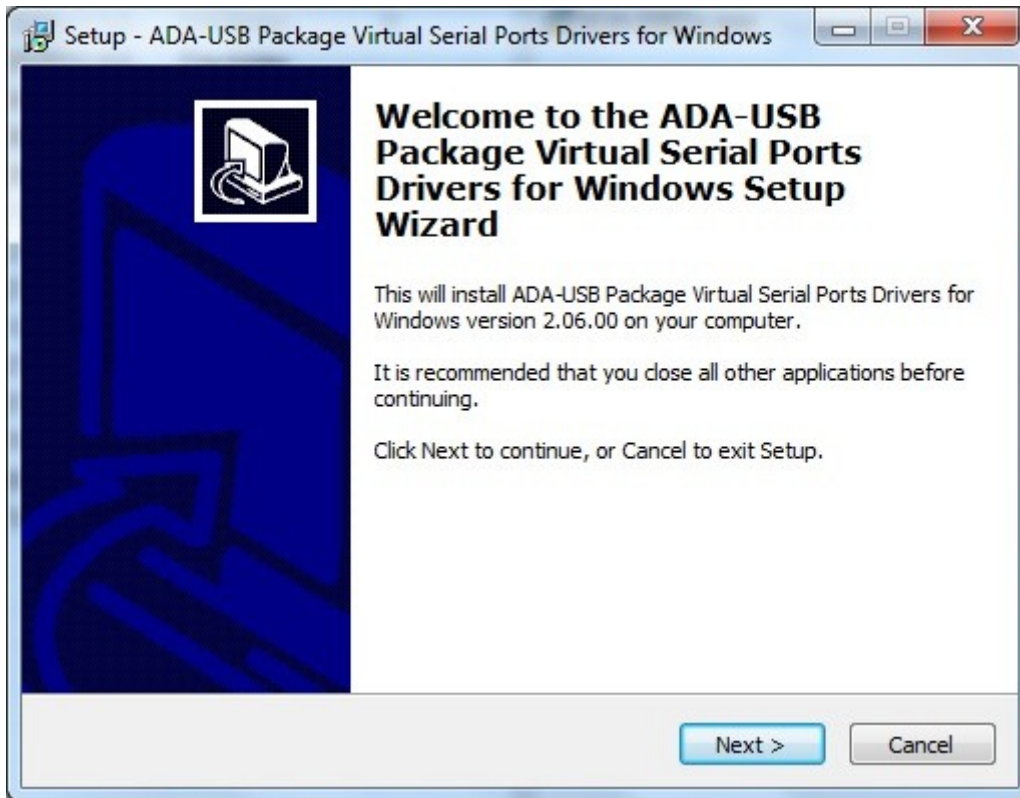 Setup - ADA-USB Package Virtual Serial Ports Drivers for Windows
Welcome to the ADA-USB
Package Virtual Serial Ports
Drivers for Windows Setup
Wizard
This will install ADA-USB Package Virtual Serial Ports Drivers for
Windows version 2.06.00 on your computer.
It is recommended that you close all other applications before
continuing.
Click Next to continue, or Cancel to exit Setup.
Next >
Cancel